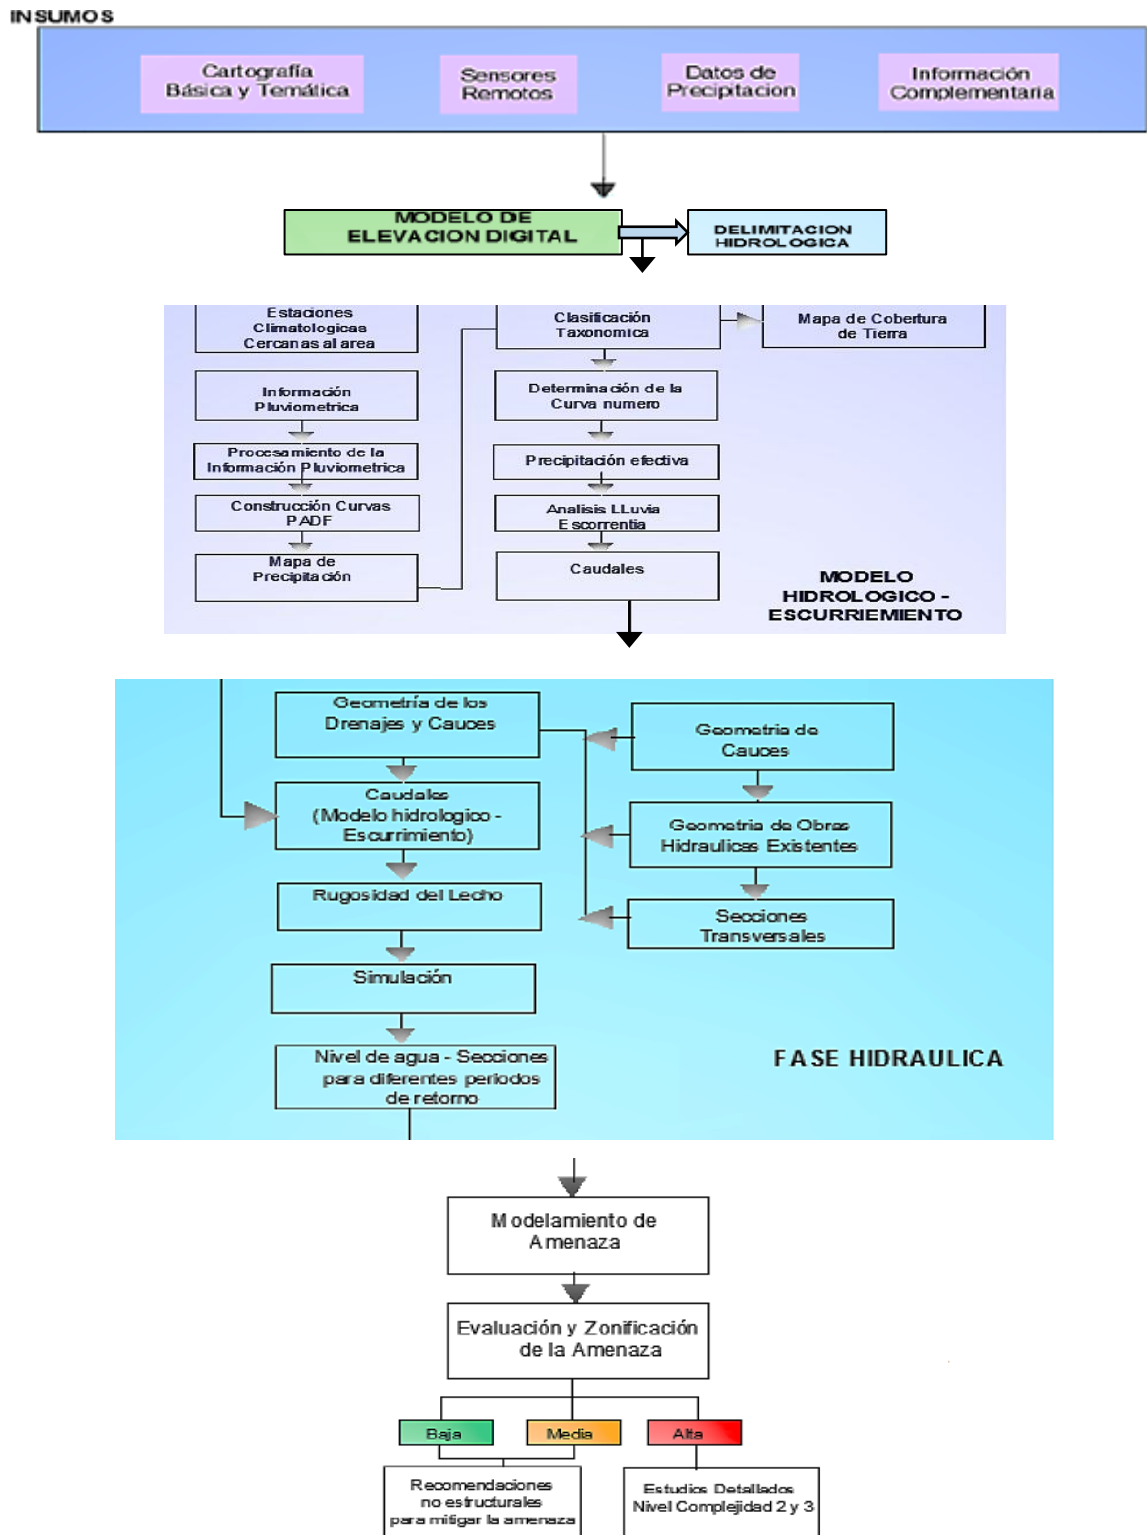 INSUMOS
Cartografía
Básica y Temática
Sensores
Remotos
Datos de
Precipitacion
Información
Complementaria
MODELO DE
ELEVACION DIGITAL
DELIMITACION
HIDROLOGICA
Estaciones
Climatologicas
Cercanas al area
Información
Pluviometrica
Procesamiento de la
Información Pluviometrica
Construcción Curvas
PADF
Mapa de
Precipitación
Clasificación
Taxonomica
Determinación de la
Curva numero
Precipitación efectiva
Analisis LLuvia
Escorrentia
Caudales
Mapa de Cobertura
de Tierra
MODELO
HIDROLOGICO -
ESCURRIEMIENTO
Geometría de los
Drenajes y Cauces
Caudales
(Modelo hidrologico -
Escurrimiento)
Rugosidad del Lecho
Simulación
Nivel de agua - Secciones
para diferentes periodos
de retorno
Geometria de
Cauces
Geometria de Obras
Hidraulicas Existentes
Secciones
Transversales
FASE HIDRAULICA
Modelamiento de
Amenaza
Evaluación y Zonificación
de la Amenaza
Baja
Media
Alta
Recomendaciones
no estructurales
para mitigar la amenaza
Estudios Detallados
Nivel Complejidad 2 y 3